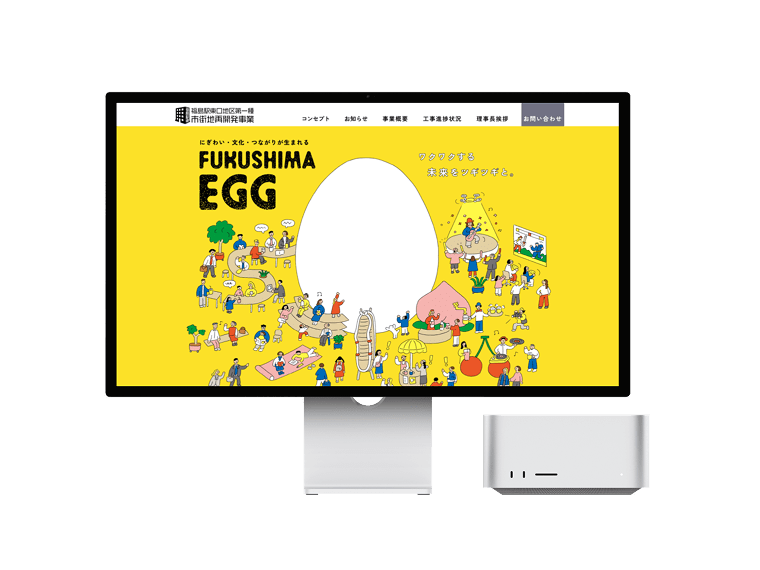 福島駅東口地区第一種
市街地再開発事業
コンセプト
お知らせ
事業概要
工事進捗状況
理事長挨拶
お問い合わせ
にぎわい・文化・つながりが生まれる
FUKUSHIMA
EGG
ワクワクする
未来をツギツギと。